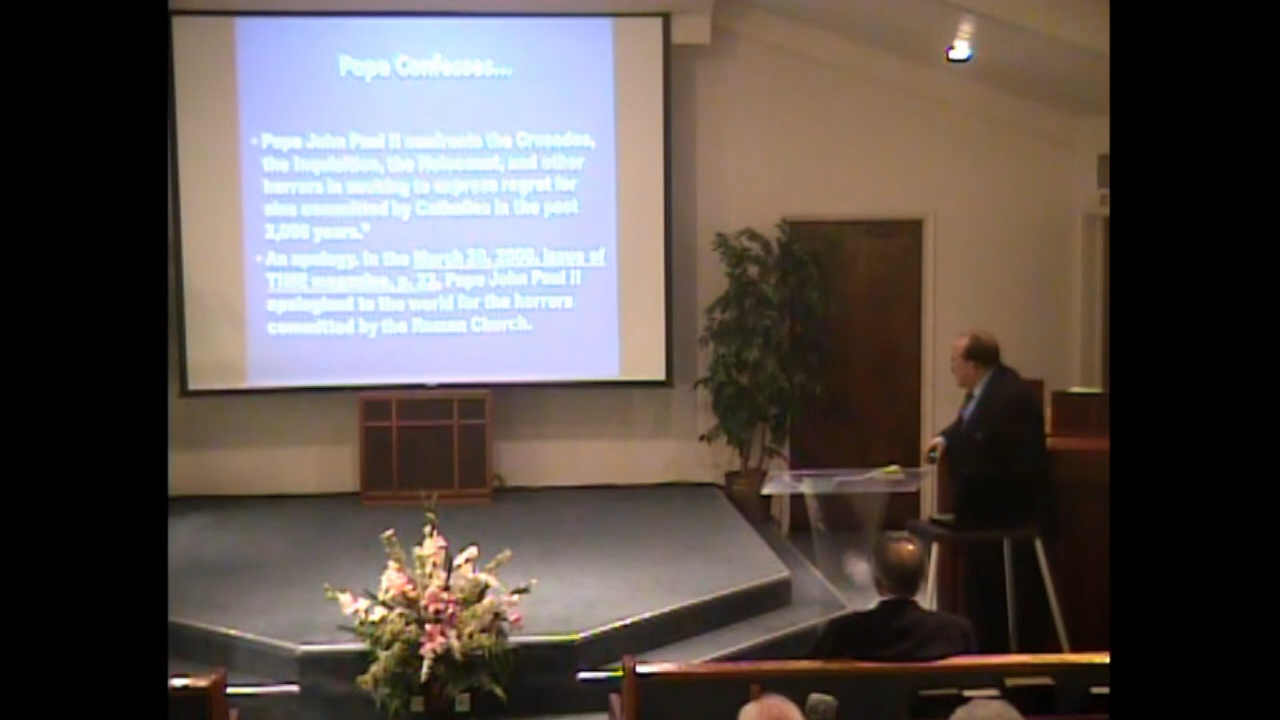 Pope Confesses...
• Pope John Paul II confronts the Crusades,
the Inquisition, the Holocaust, and other
horrors in seeking to express regret for
sins committed by Catholics in the past
2,000 years."
• An apology. In the March 20, 2000, issue of
TIME magazine, p. 22, Pope John Paul II
apologized to the world for the horrors
committed by the Roman Church.